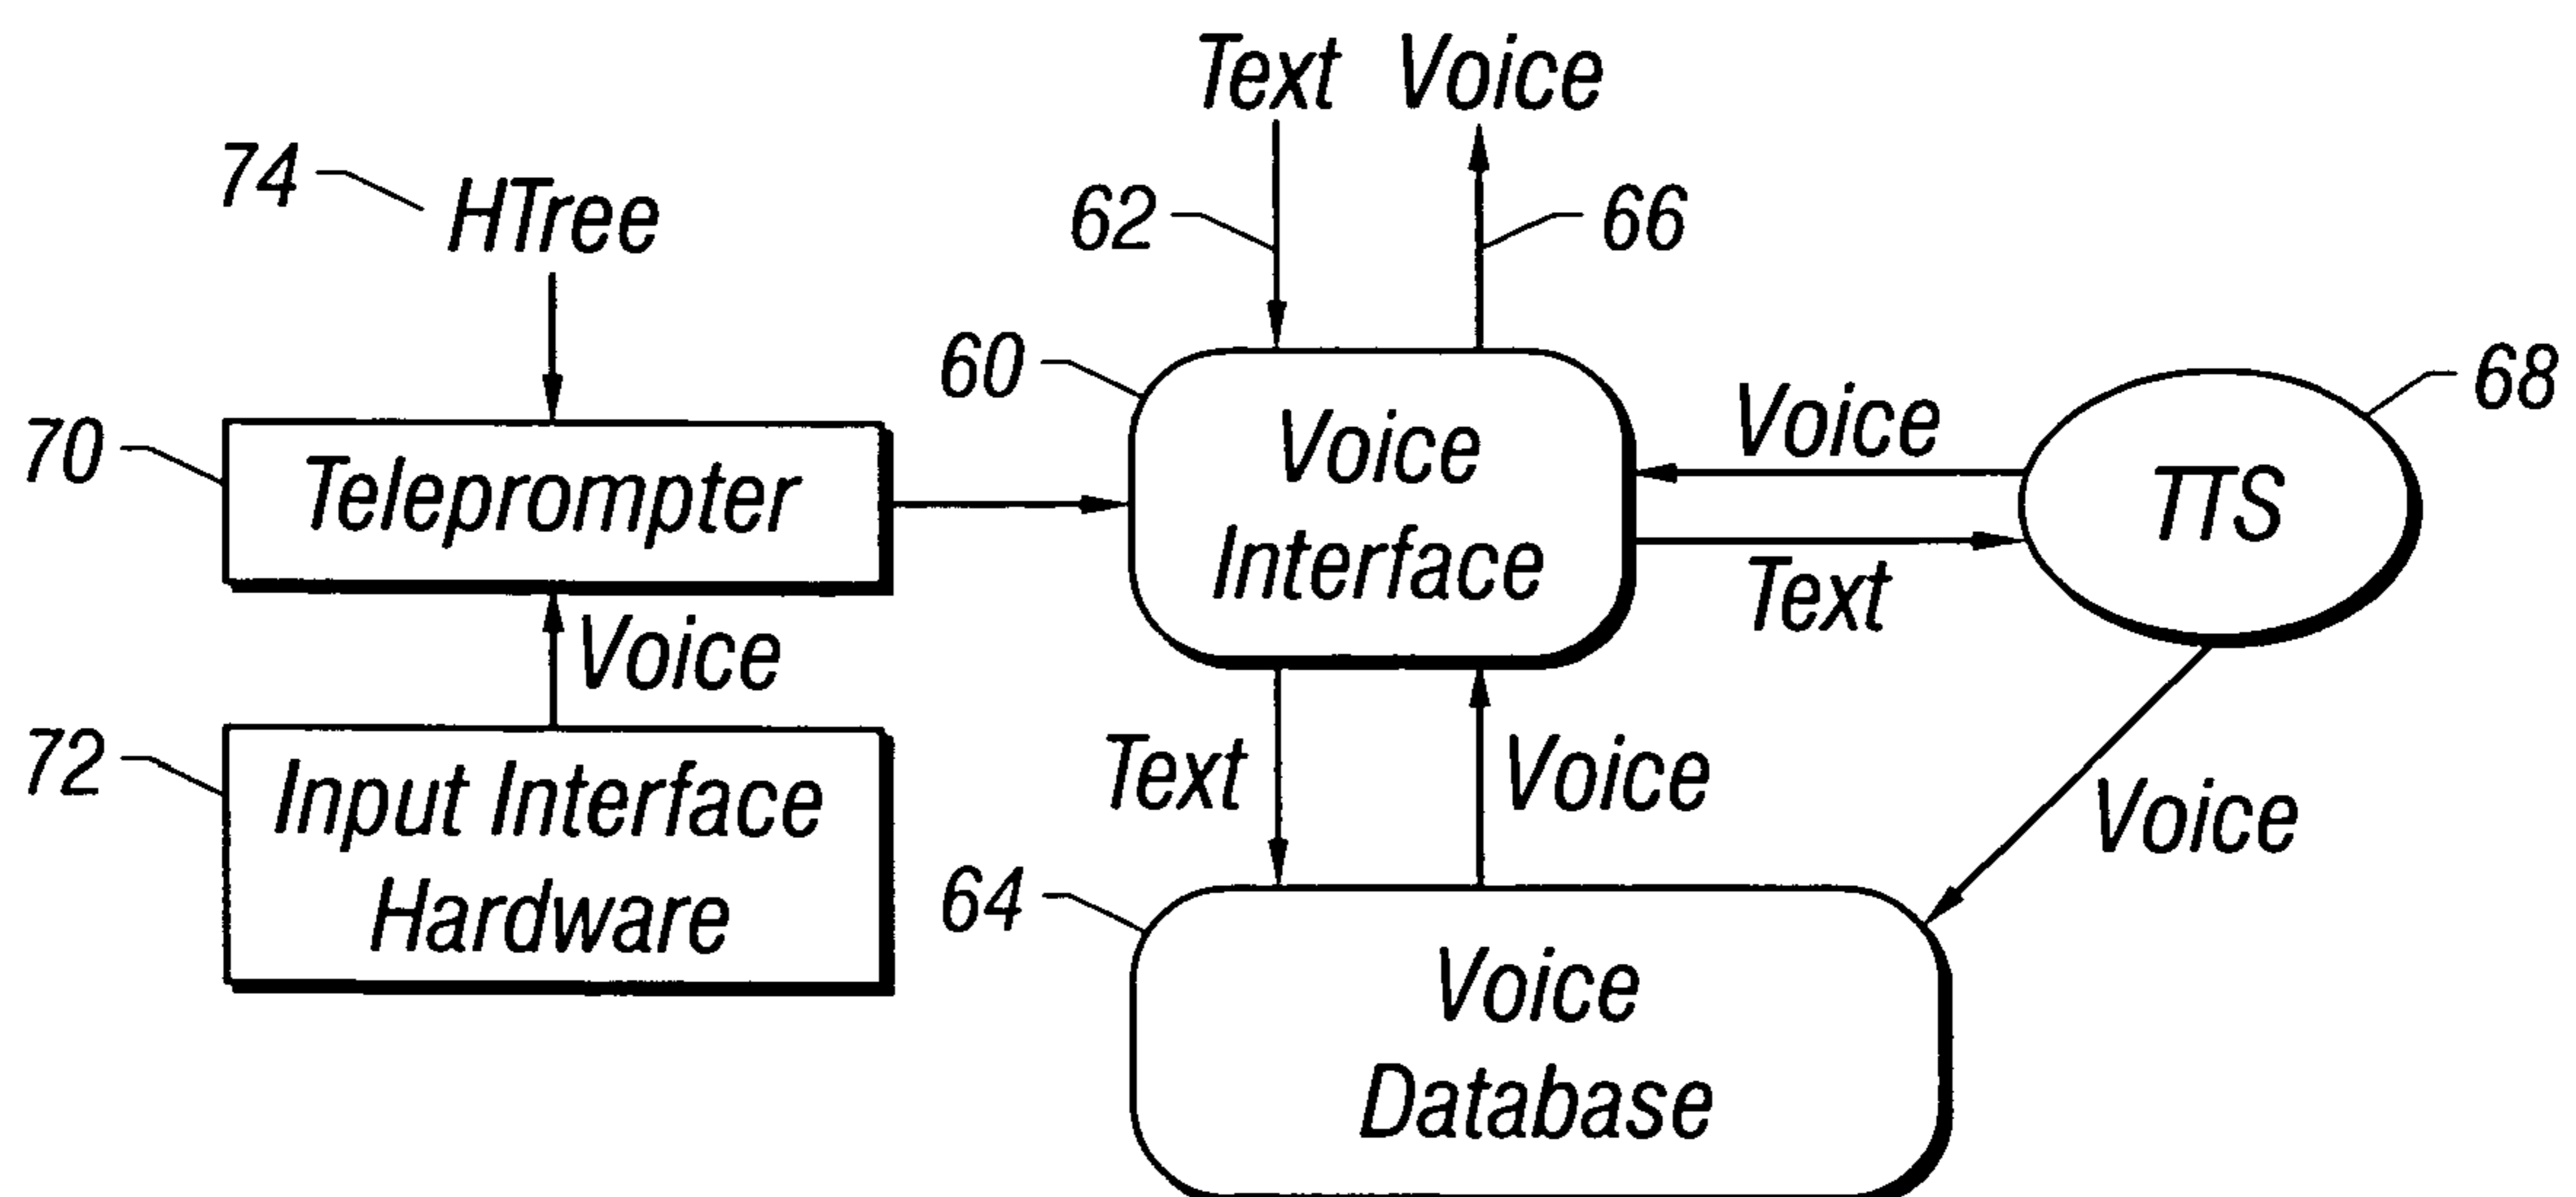 Text Voice
74
HTree
62
66
60
68
70
Teleprompter
Voice
Interface
Voice
TTS
Text
Voice
72
Input Interface
Hardware
Text
Voice
Voice
64
Voice
Database